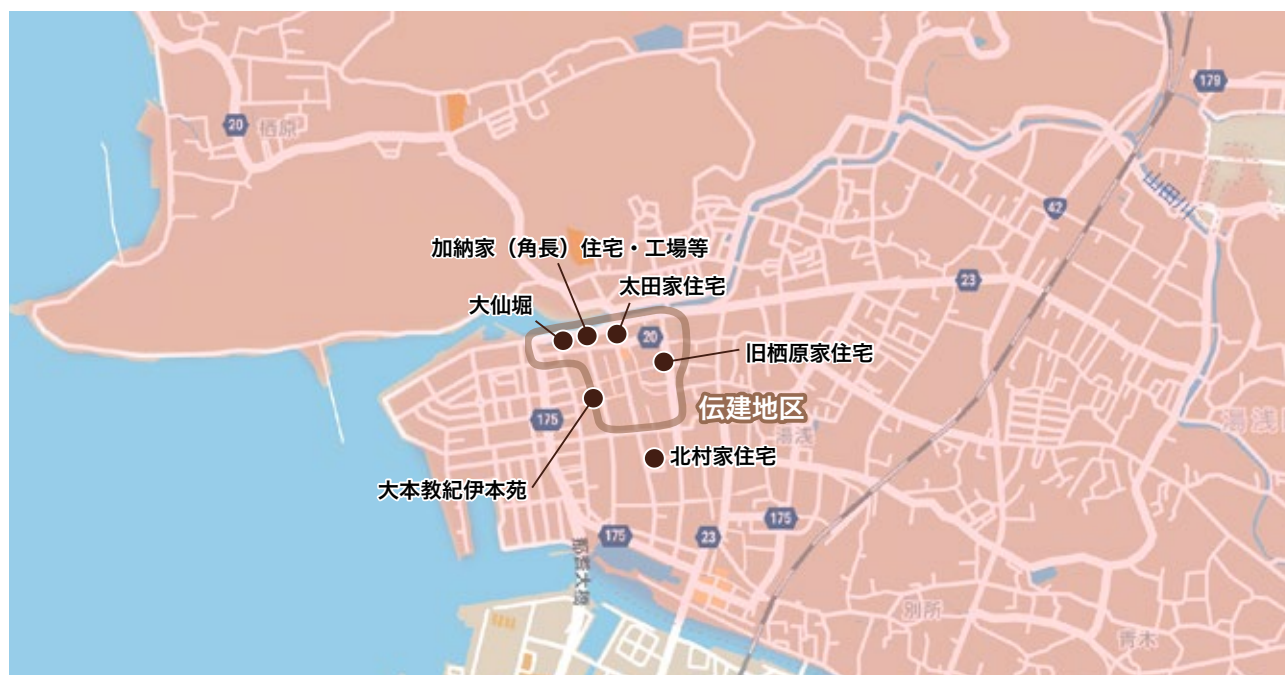 179
20
栖原
山田川
42
加納家（角長）住宅・工場等
23
太田家住宅
大仙堀
20
旧栖原家住宅
伝建地区
175
湯浅
湯浅
北村家住宅
大本教紀伊本苑
175
175
23
別所
青木